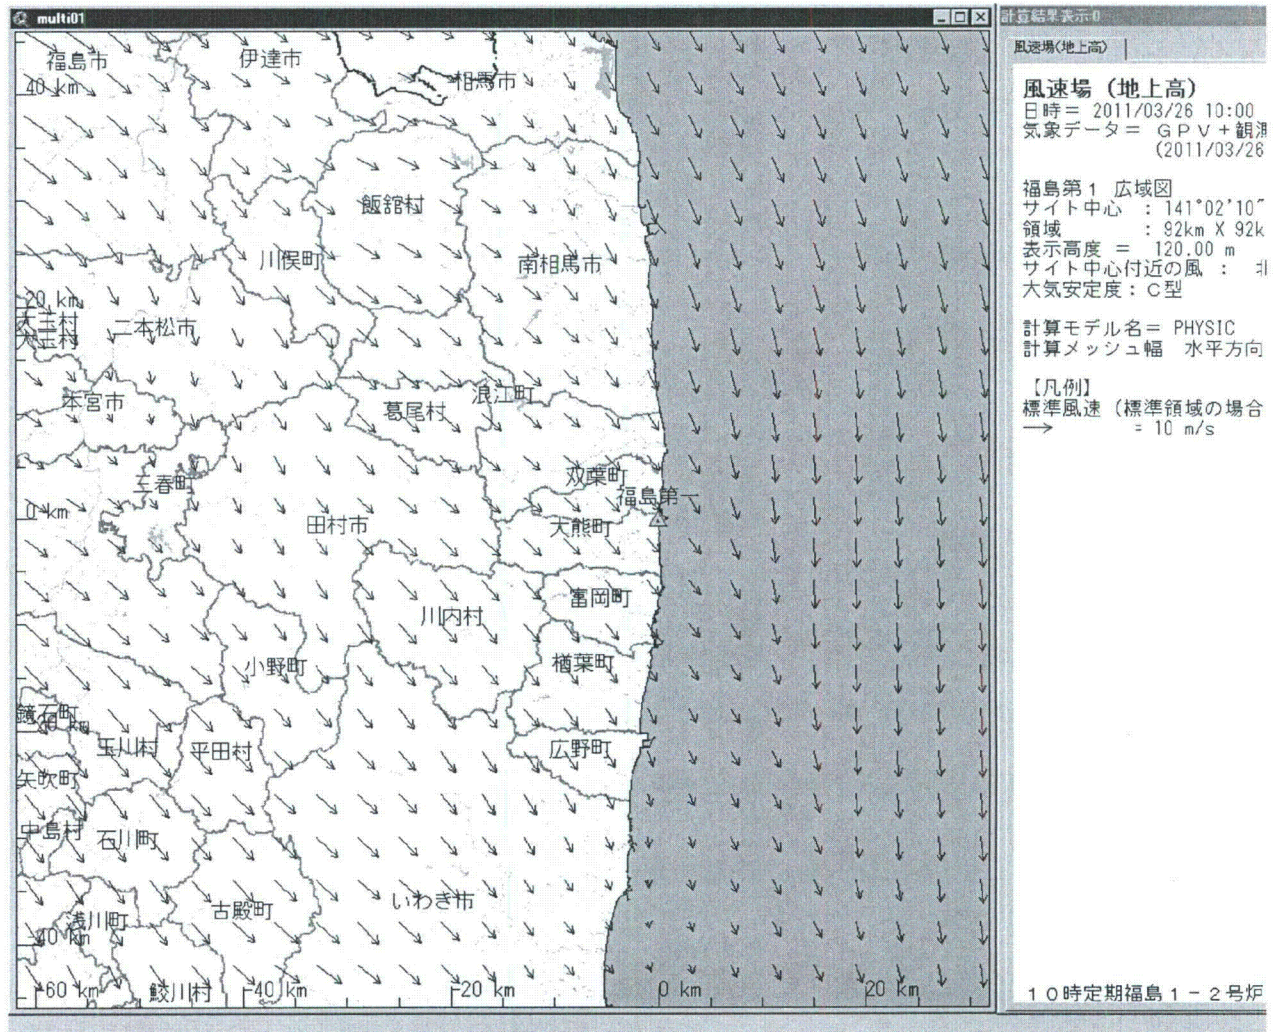 multi01
福島市
伊達市
相馬市
40 km
飯舘村
川俣町
南相馬市
20 km
大玉村
大玉村
二本松市
本宮市
葛尾村
浪江町
三春町
双葉町
福島第一
0 km
田村市
大熊町
富岡町
川内村
小野町
楢葉町
鏡石町
玉川村
平田村
広野町
矢吹町
中島村
石川町
いわき市
古殿町
浅川町
-40 km
-60 km
鮫川村
-40 km
-20 km
0 km
20 km
計算結果表示:0
風速場(地上高)
風速場（地上高）
日時＝ 2011/03/26 10:00
気象データ＝ ＧＰＶ＋観測
(2011/03/26
福島第１ 広域図
サイト中心 ：141°02'10"
領域 ：92km X 92k
表示高度 ＝ 120.00 m
サイト中心付近の風 ：
大気安定度：Ｃ型
計算モデル名＝ PHYSIC
計算メッシュ幅 水平方向
【凡例】
標準風速（標準領域の場合
→ = 10 m/s
１０時定期福島１－２号炉